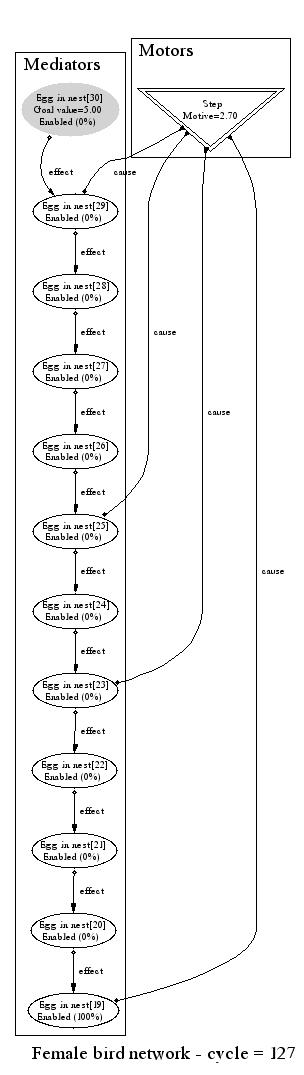 Mediators
Motors
Egg in nest[30]
Goal value=5.00
Enabled (0%)
Step
Motive=2.70
effect
cause
Egg in nest[29]
Enabled (0%)
effect
Egg in nest[28]
Enabled (0%)
effect
cause
Egg in nest[27]
Enabled (0%)
effect
cause
Egg in nest[26]
Enabled (0%)
effect
Egg in nest[25]
Enabled (0%)
effect
cause
Egg in nest[24]
Enabled (0%)
effect
Egg in nest[23]
Enabled (0%)
effect
Egg in nest[22]
Enabled (0%)
effect
Egg in nest[21]
Enabled (0%)
effect
Egg in nest[20]
Enabled (0%)
effect
Egg in nest[19]
Enabled (100%)
Female bird network - cycle = 127